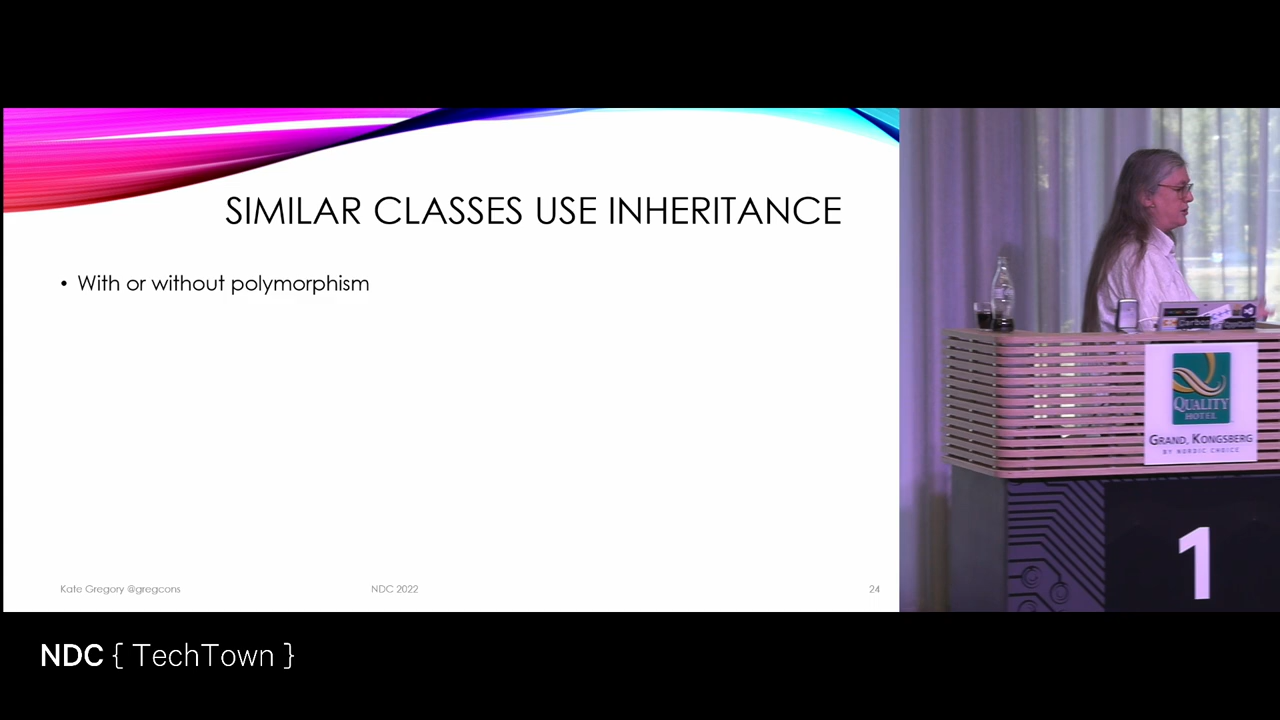 SIMILAR CLASSES USE INHERITANCE
• With or without polymorphism
Kate Gregory @gregcons
NDC 2022
24
QUALITY
HOTEL
GRAND, KONGSBERG
BY NORDIC CHOICE
1
NDC { TechTown }